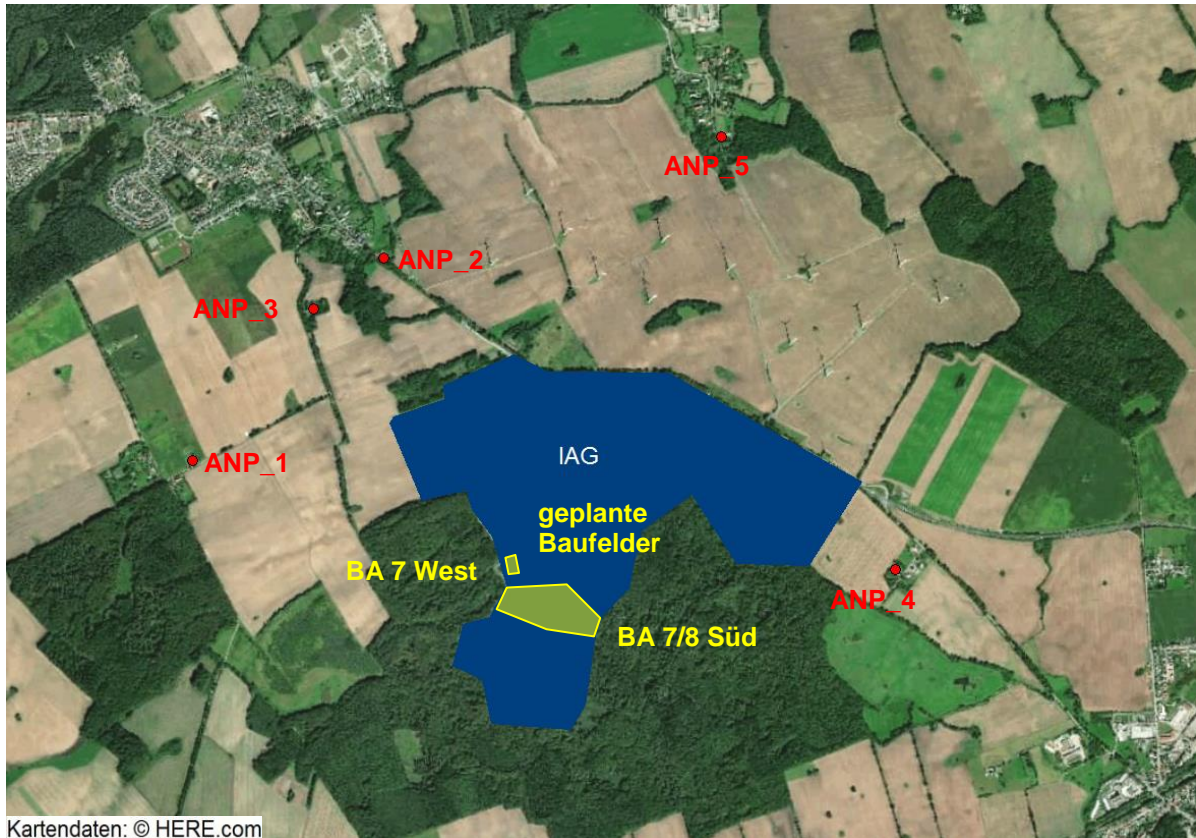 ANP_5
ANP_2
ANP_3
ANP_1
IAG
geplante
Baufelder
BA 7 West
ANP_4
BA 7/8 Süd
Kartendaten: © HERE.com